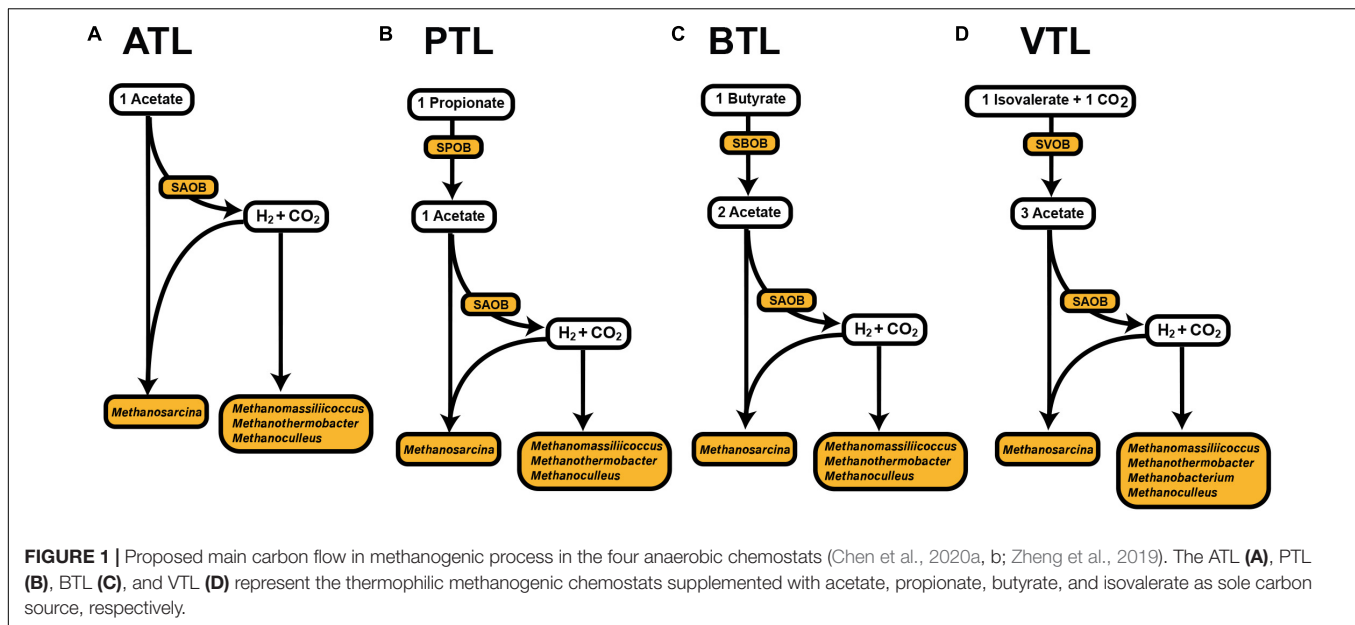 A ATL
1 Acetate
SAOB
H₂ + CO₂
Methanosarcina
Methanomassiliicoccus
Methanothermobacter
Methanoculleus
B PTL
1 Propionate
SPOB
1 Acetate
SAOB
H₂ + CO₂
Methanosarcina
Methanomassiliicoccus
Methanothermobacter
Methanoculleus
C BTL
1 Butyrate
SBOB
2 Acetate
SAOB
H₂ + CO₂
Methanosarcina
Methanomassiliicoccus
Methanothermobacter
Methanoculleus
D VTL
1 Isovalerate + 1 CO₂
SVOB
3 Acetate
SAOB
H₂ + CO₂
Methanosarcina
Methanomassiliicoccus
Methanothermobacter
Methanobacterium
Methanoculleus
FIGURE 1 | Proposed main carbon flow in methanogenic process in the four anaerobic chemostats (Chen et al., 2020a, b; Zheng et al., 2019). The ATL (A), PTL
(B), BTL (C), and VTL (D) represent the thermophilic methanogenic chemostats supplemented with acetate, propionate, butyrate, and isovalerate as sole carbon
source, respectively.